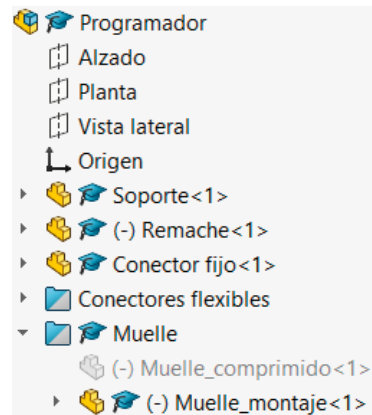 Programador
Alzado
Planta
Vista lateral
Origen
Soporte<1>
(-) Remache<1>
Conector fijo<1>
Conectores flexibles
Muelle
(-) Muelle_comprimido<1>
(-) Muelle_montaje<1>